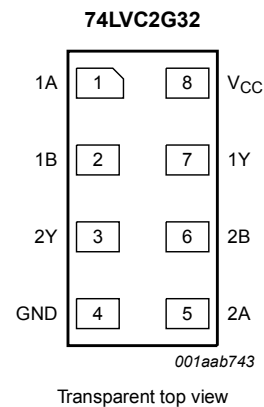 74LVC2G32
1A 1 8 VCC
1B 2 7 1Y
2Y 3 6 2B
GND 4 5 2A
001aab743
Transparent top view